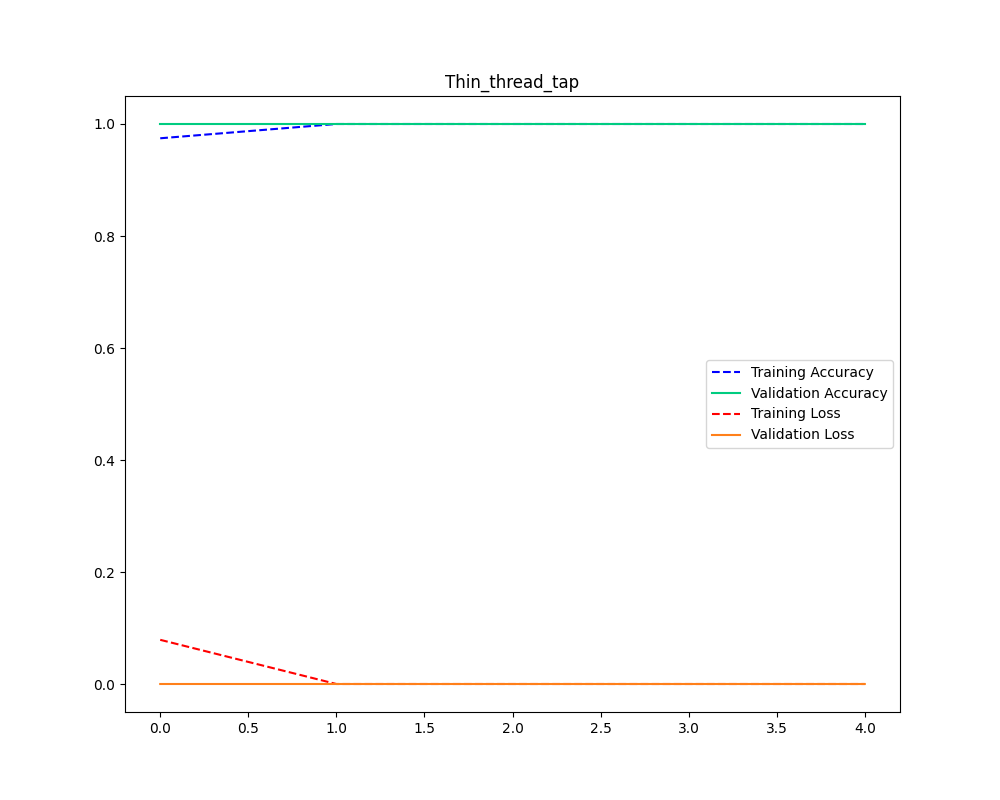 Thin_thread_tap
1.0
0.8
0.6
0.4
0.2
0.0
Training Accuracy
Validation Accuracy
Training Loss
Validation Loss
0.0 0.5 1.0 1.5 2.0 2.5 3.0 3.5 4.0